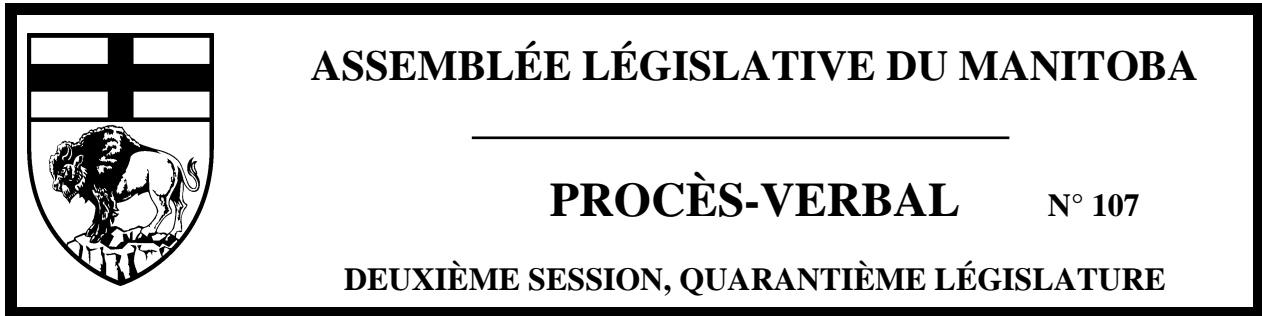 ASSEMBLÉE LÉGISLATIVE DU MANITOBA
PROCÈS-VERBAL N° 107
DEUXIÈME SESSION, QUARANTIÈME LÉGISLATURE